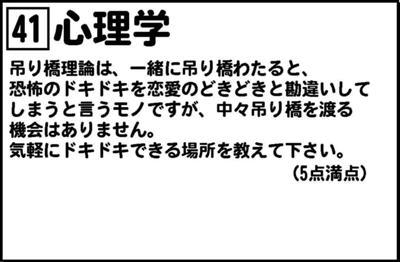 41 心理学
吊り橋理論は、一緒に吊り橋わたると、
恐怖のドキドキを恋愛のどきどきと勘違いして
しまうと言うモノですが、中々吊り橋を渡る
機会はありません。
気軽にドキドキできる場所を教えて下さい。
(5点満点)